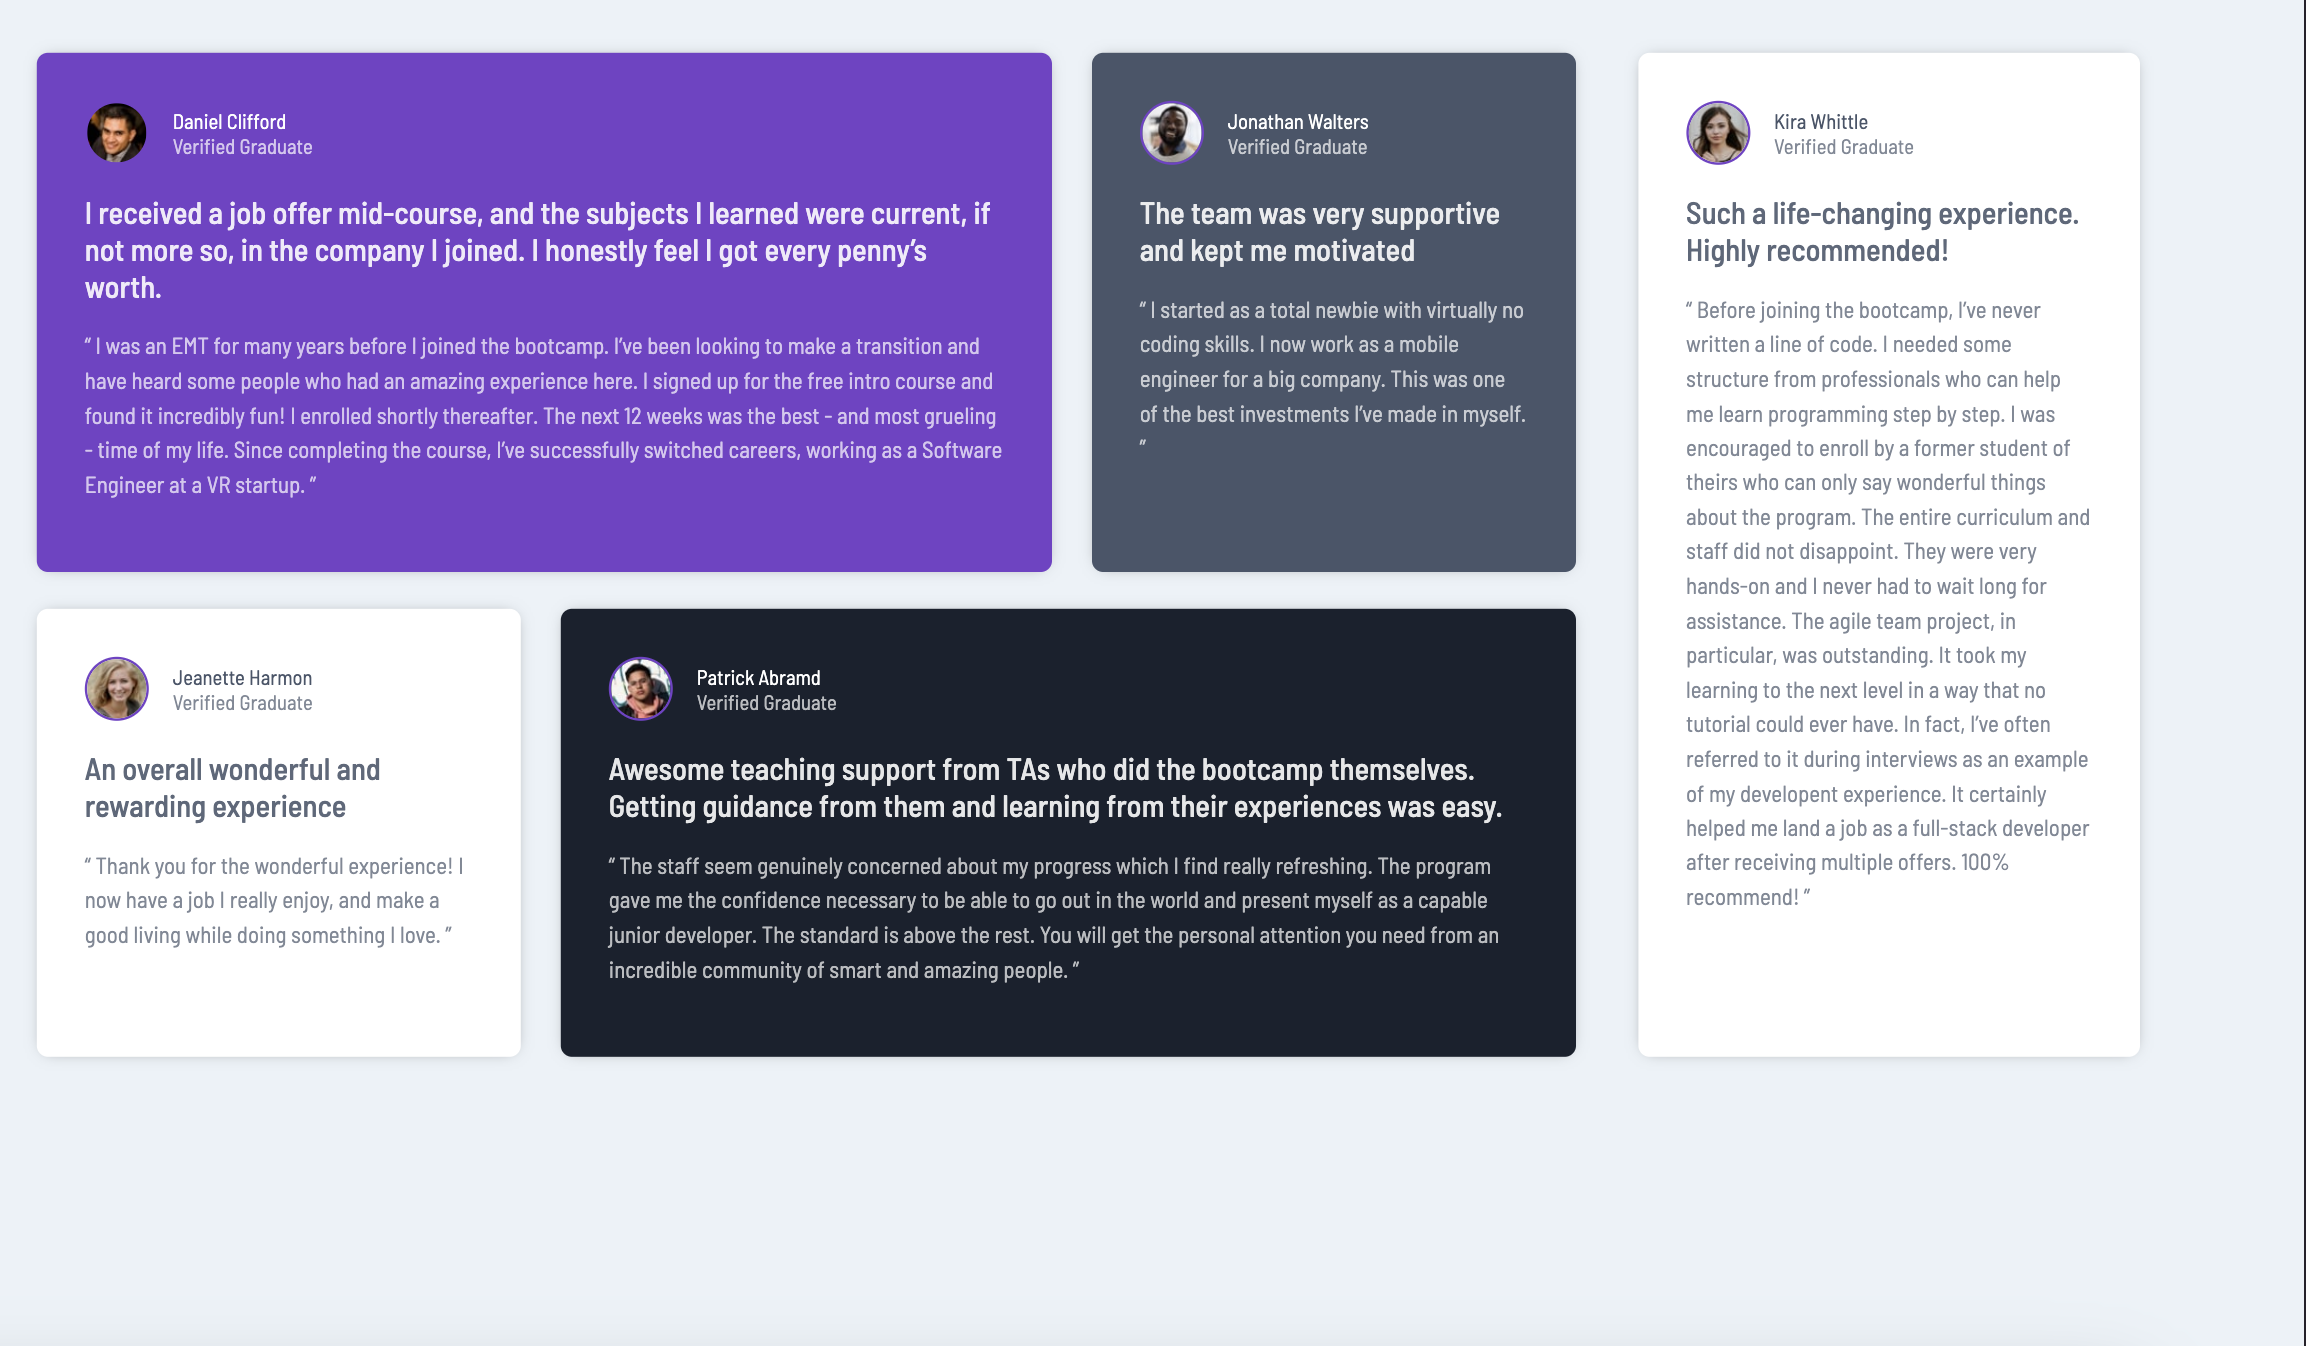 Daniel Clifford
Verified Graduate
I received a job offer mid-course, and the subjects I learned were current, if
not more so, in the company I joined. I honestly feel I got every penny’s
worth.
“ I was an EMT for many years before I joined the bootcamp. I’ve been looking to make a transition and
have heard some people who had an amazing experience here. I signed up for the free intro course and
found it incredibly fun! I enrolled shortly thereafter. The next 12 weeks was the best - and most grueling
- time of my life. Since completing the course, I’ve successfully switched careers, working as a Software
Engineer at a VR startup. ”
Jonathan Walters
Verified Graduate
The team was very supportive
and kept me motivated
“ I started as a total newbie with virtually no
coding skills. I now work as a mobile
engineer for a big company. This was one
of the best investments I’ve made in myself.
”
Kira Whittle
Verified Graduate
Such a life-changing experience.
Highly recommended!
“ Before joining the bootcamp, I’ve never
written a line of code. I needed some
structure from professionals who can help
me learn programming step by step. I was
encouraged to enroll by a former student of
theirs who can only say wonderful things
about the program. The entire curriculum and
staff did not disappoint. They were very
hands-on and I never had to wait long for
assistance. The agile team project, in
particular, was outstanding. It took my
learning to the next level in a way that no
tutorial could ever have. In fact, I’ve often
referred to it during interviews as an example
of my developent experience. It certainly
helped me land a job as a full-stack developer
after receiving multiple offers. 100%
recommend! ”
Jeanette Harmon
Verified Graduate
An overall wonderful and
rewarding experience
“ Thank you for the wonderful experience! I
now have a job I really enjoy, and make a
good living while doing something I love. ”
Patrick Abramd
Verified Graduate
Awesome teaching support from TAs who did the bootcamp themselves.
Getting guidance from them and learning from their experiences was easy.
“ The staff seem genuinely concerned about my progress which I find really refreshing. The program
gave me the confidence necessary to be able to go out in the world and present myself as a capable
junior developer. The standard is above the rest. You will get the personal attention you need from an
incredible community of smart and amazing people. ”